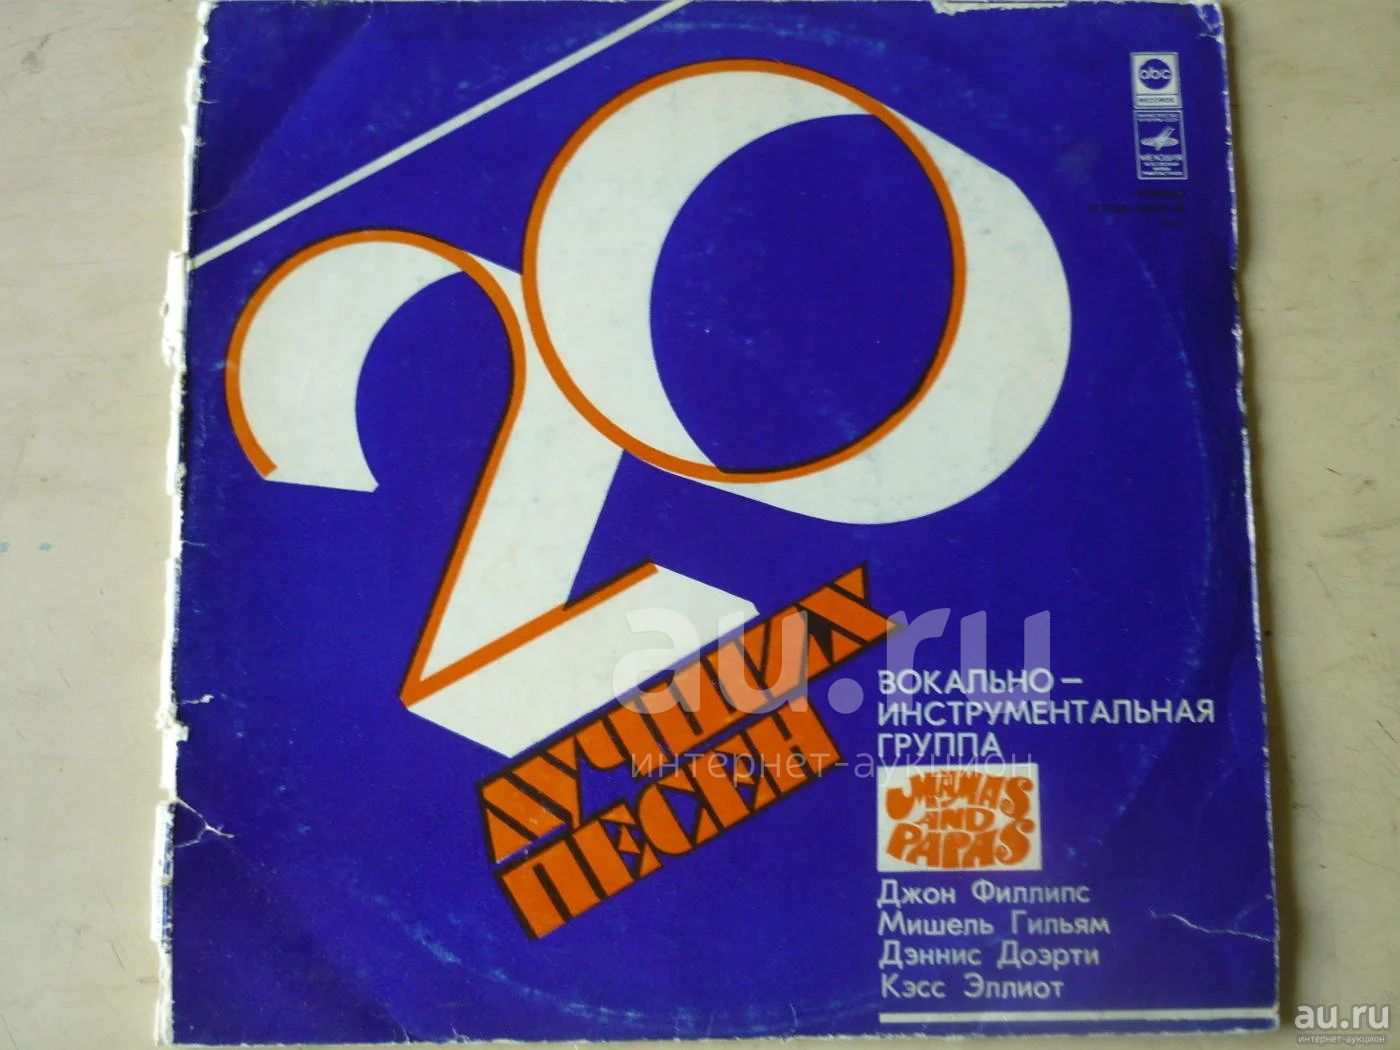 20
ЛУЧШИХ
ПЕСЕН
abc
RECORDS
МЕЛОДИЯ
ВОКАЛЬНО–
ИНСТРУМЕНТАЛЬНАЯ
ГРУППА
MAMAS
AND
PAPAS
Джон Филлипс
Мишель Гильям
Дэннис Доэрти
Кэсс Эллиот
au.ru
интернет-аукцион
au.ru
интернет-аукцион